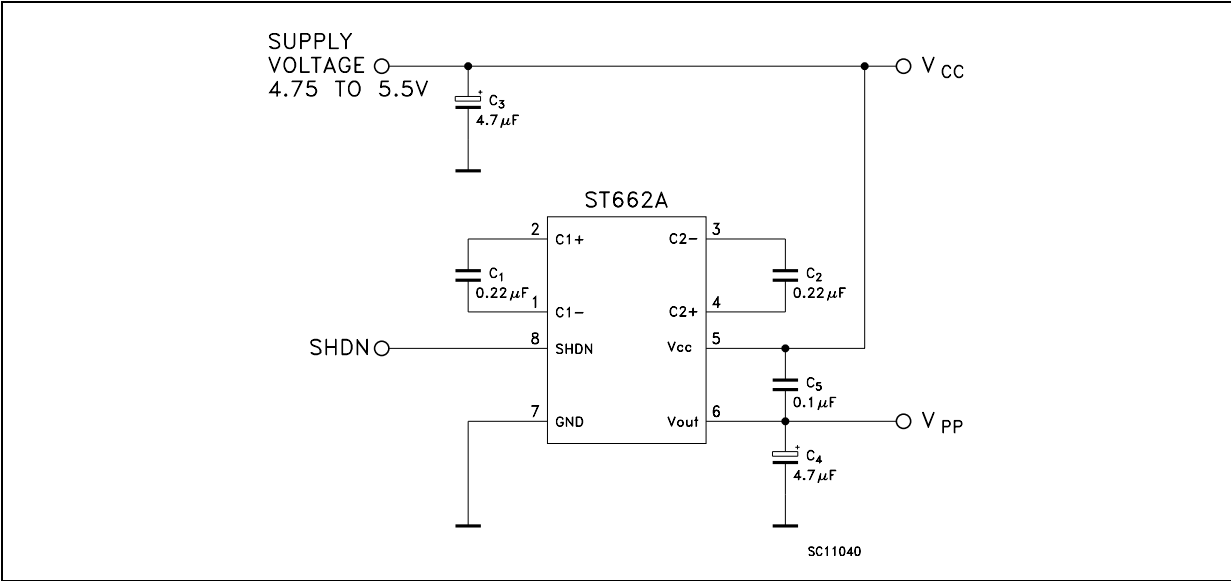 SUPPLY
VOLTAGE
4.75 TO 5.5V
V CC
C3
4.7μF
ST662A
2
C1+
C2-
3
C1
0.22μF
C2
0.22μF
1
C1-
C2+
4
SHDN
8
SHDN
Vcc
5
C5
0.1μF
7
GND
Vout
6
V PP
+
C4
4.7μF
SC11040